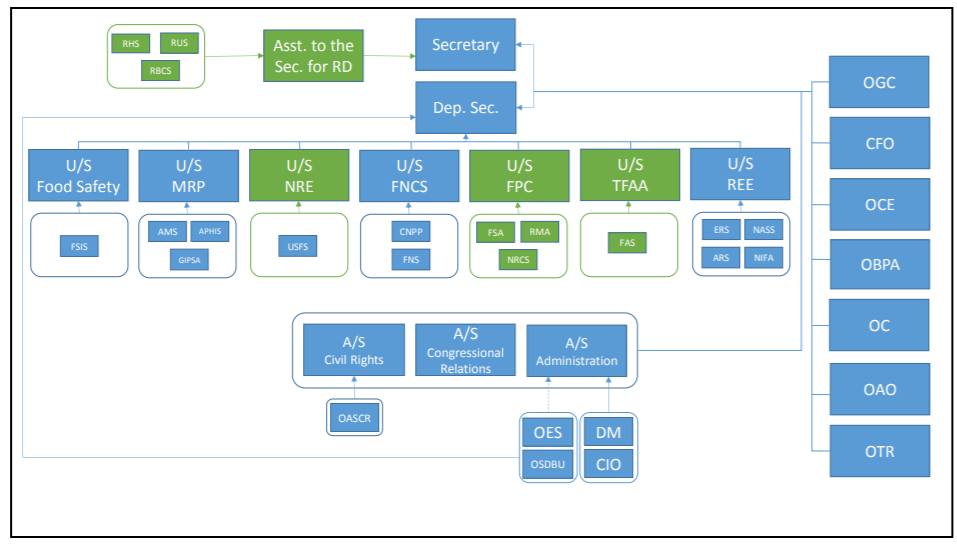 RHS
RUS
RBCS
Asst. to the
Sec. for RD
Secretary
Dep. Sec.
U/S
Food Safety
U/S
MRP
U/S
NRE
U/S
FNCS
U/S
FPC
U/S
TFAA
U/S
REE
FSIS
AMS
APHIS
GIPSA
USFS
CNPP
FNS
FSA
RMA
NRCS
FAS
ERS
NASS
ARS
NIFA
A/S
Civil Rights
A/S
Congressional
Relations
A/S
Administration
OASCR
OES
OSDBU
DM
CIO
OGC
CFO
OCE
OBPA
OC
OAO
OTR